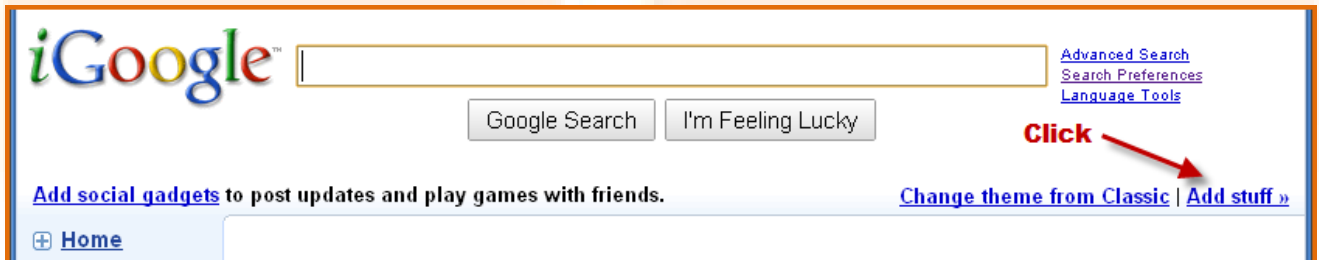 iGoogle™
Advanced Search
Search Preferences
Language Tools
Google Search I'm Feeling Lucky
Click
Add social gadgets to post updates and play games with friends.
Change theme from Classic | Add stuff »
Home